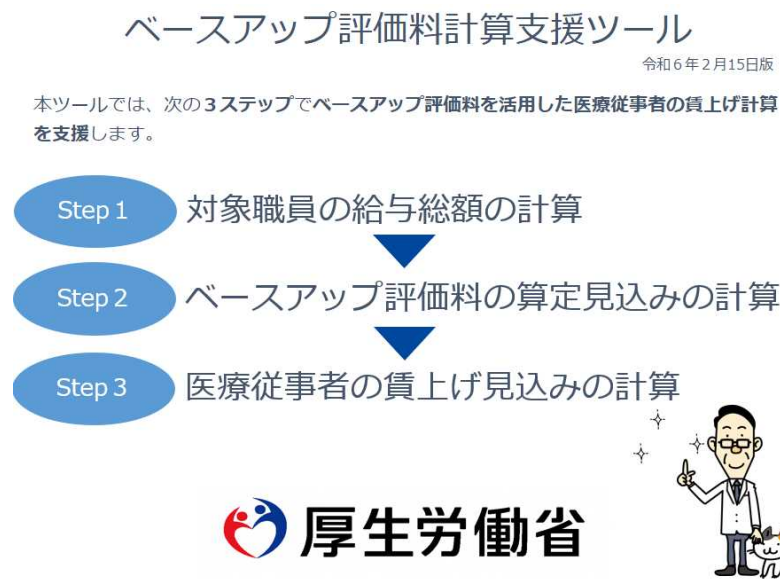 ベースアップ評価料計算支援ツール
令和６年２月15日版
本ツールでは、次の３ステップでベースアップ評価料を活用した医療従事者の賃上げ計算
を支援します。
Step 1 対象職員の給与総額の計算
Step 2 ベースアップ評価料の算定見込みの計算
Step 3 医療従事者の賃上げ見込みの計算
厚生労働省